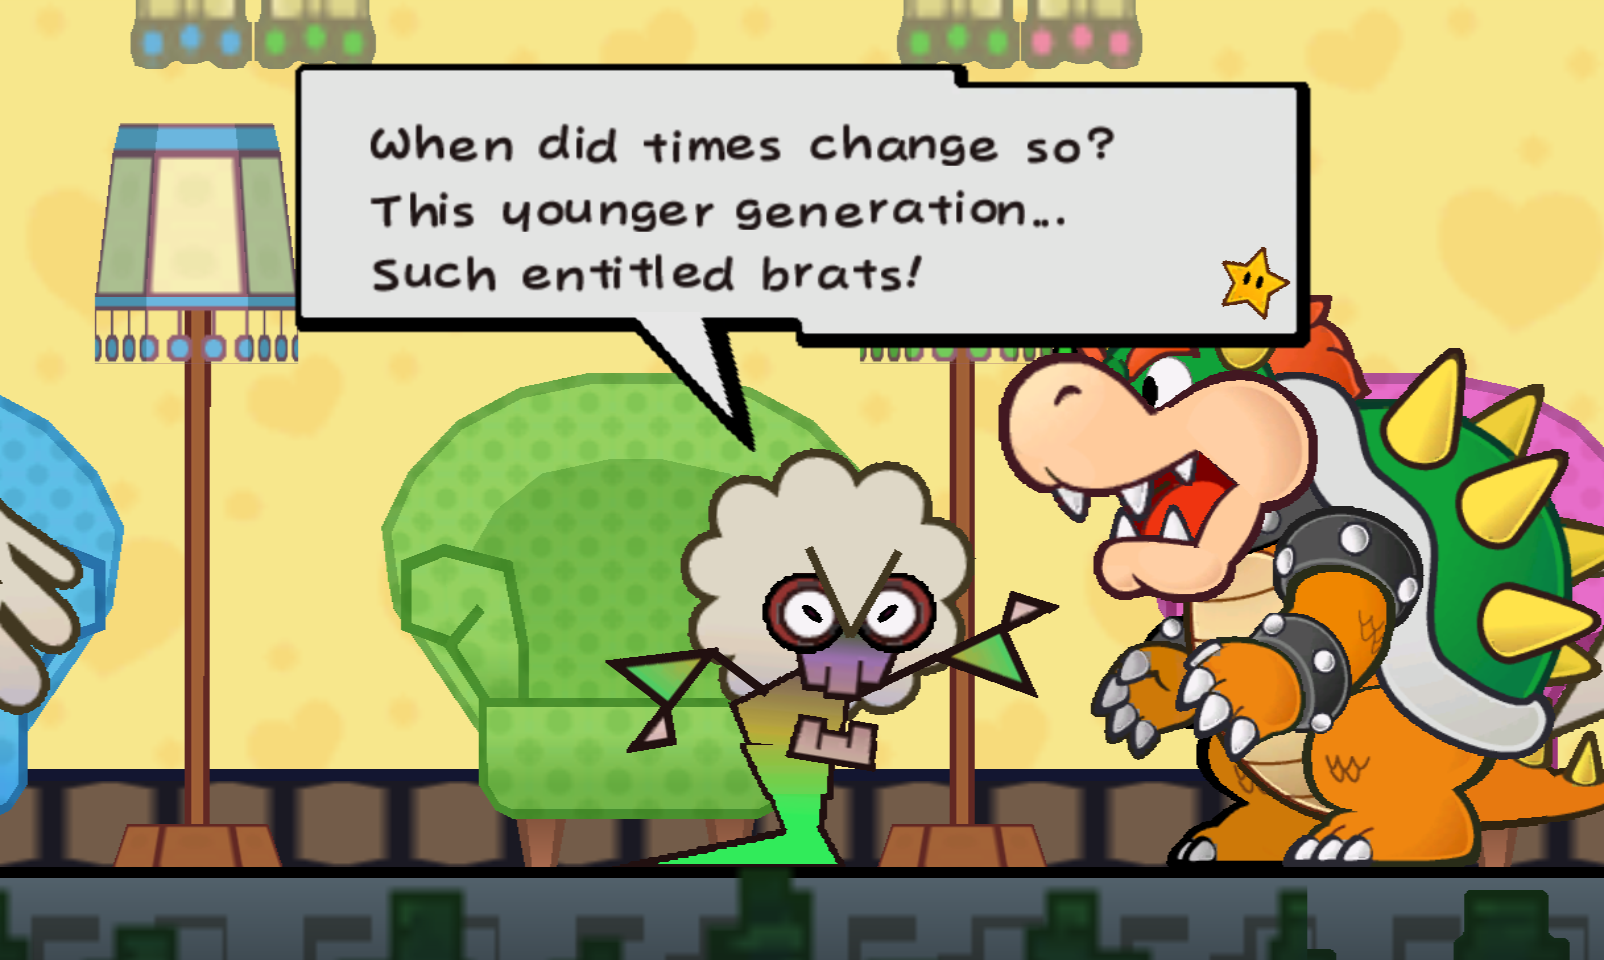 When did times change so?
This younger generation...
Such entitled brats!